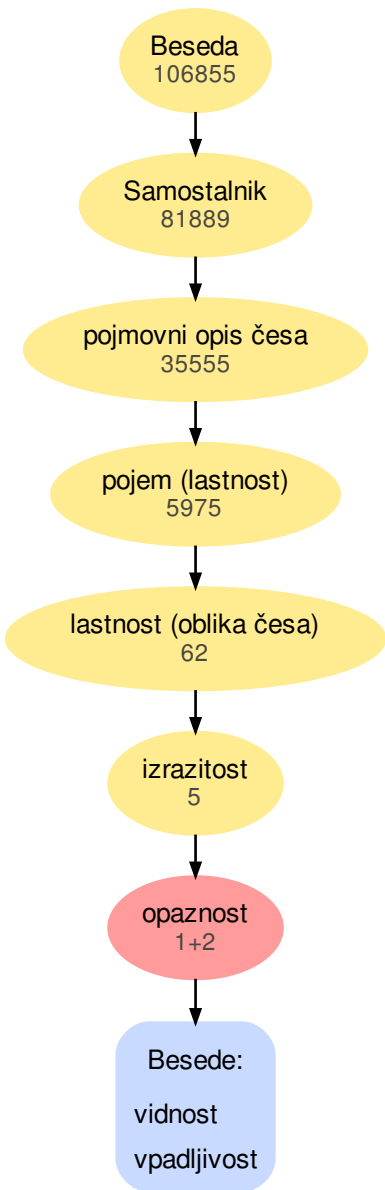 Beseda
106855
Samostalnik
81889
pojmovni opis česa
35555
pojem (lastnost)
5975
lastnost (oblika česa)
62
izrazitost
5
opaznost
1+2
Besede:
vidnost
vpadljivost